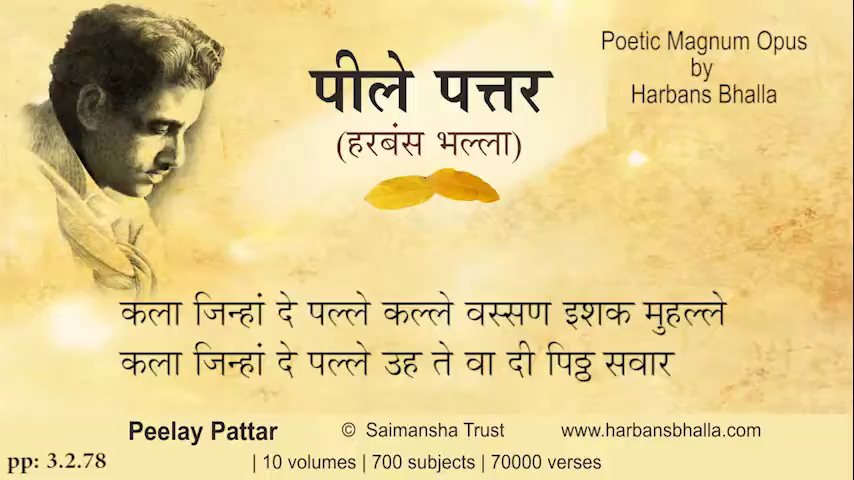 पीले पत्तर
(हरबंस भल्ला)
Poetic Magnum Opus
by
Harbans Bhalla
कला जिन्हां दे पल्ले कल्ले वस्सण इशक मुहल्ले
कला जिन्हां दे पल्ले उह ते वा दी पिठ्ठ सवार
Peelay Pattar © Saimansha Trust www.harbansbhalla.com
pp: 3.2.78 | 10 volumes | 700 subjects | 70000 verses